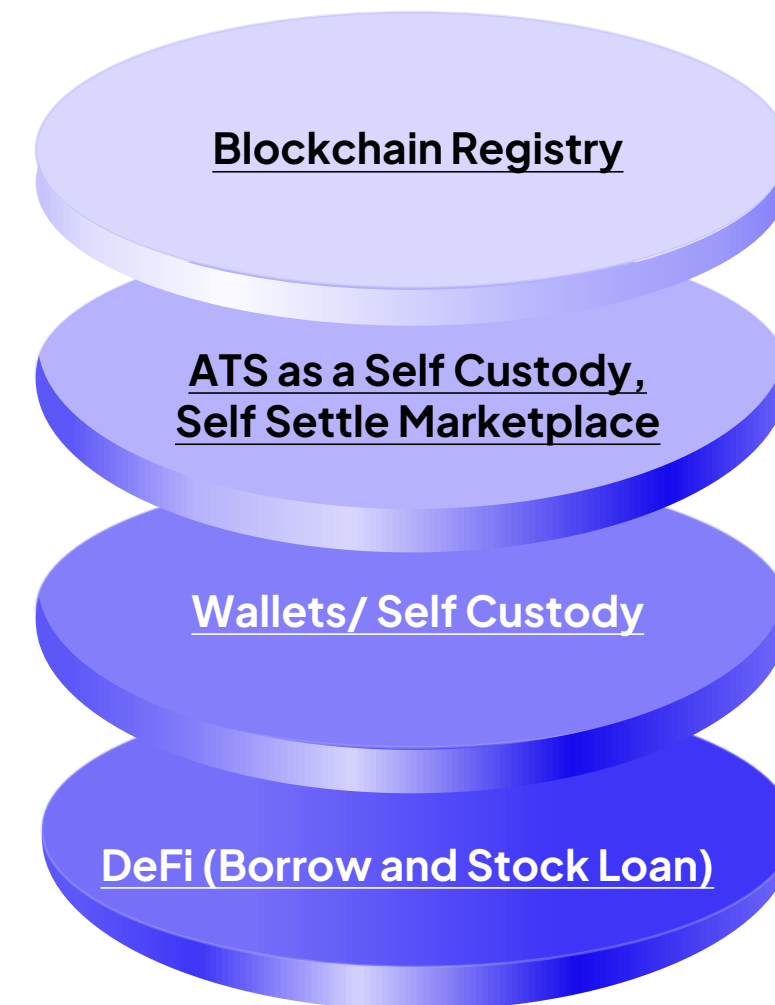 Blockchain Registry
ATS as a Self Custody,
Self Settle Marketplace
Wallets/ Self Custody
DeFi (Borrow and Stock Loan)